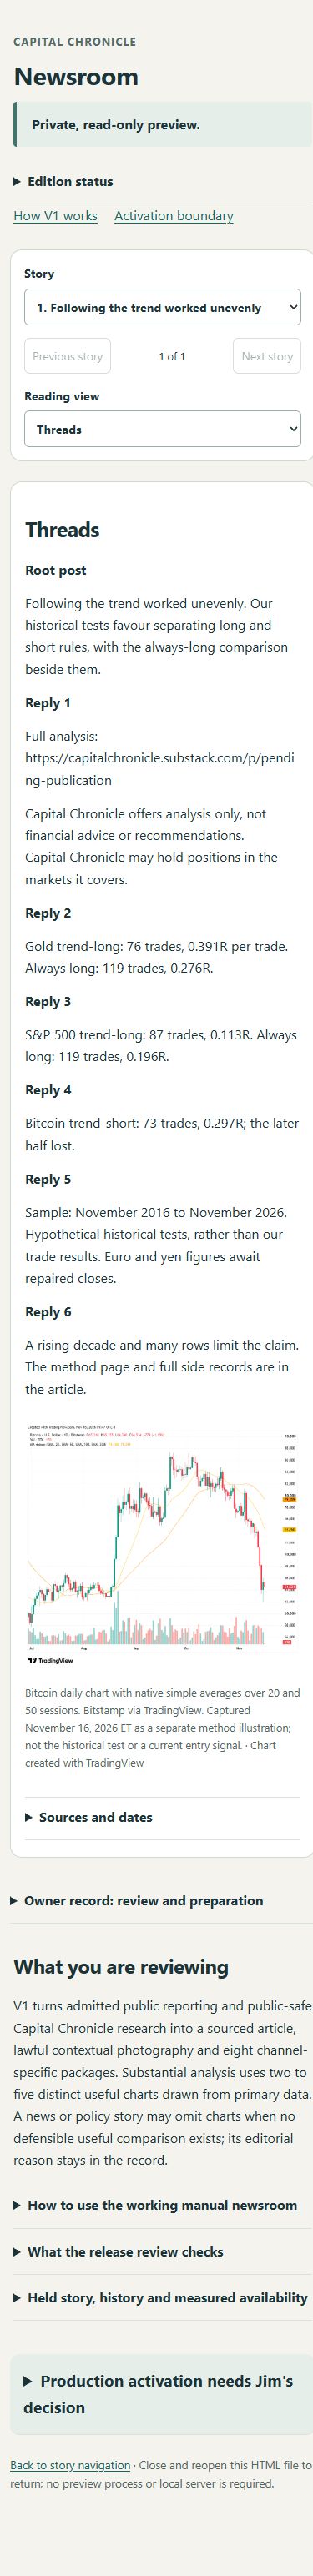 CAPITAL CHRONICLE
Newsroom
Private, read-only preview.
Edition status
How V1 works Activation boundary
Story
1. Following the trend worked unevenly
Previous story 1 of 1 Next story
Reading view
Threads
Threads
Root post
Following the trend worked unevenly. Our
historical tests favour separating long and
short rules, with the always-long comparison
beside them.
Reply 1
Full analysis:
https://capitalchronicle.substack.com/p/pendi
ng-publication
Capital Chronicle offers analysis only, not
financial advice or recommendations.
Capital Chronicle may hold positions in the
markets it covers.
Reply 2
Gold trend-long: 76 trades, 0.391R per trade.
Always long: 119 trades, 0.276R.
Reply 3
S&P 500 trend-long: 87 trades, 0.113R. Always
long: 119 trades, 0.196R.
Reply 4
Bitcoin trend-short: 73 trades, 0.297R; the later
half lost.
Reply 5
Sample: November 2016 to November 2026.
Hypothetical historical tests, rather than our
trade results. Euro and yen figures await
repaired closes.
Reply 6
A rising decade and many rows limit the claim.
The method page and full side records are in
the article.
TradingView
Bitcoin daily chart with native simple averages over 20 and
50 sessions. Bitstamp via TradingView. Captured
November 16, 2026 ET as a separate method illustration;
not the historical test or a current entry signal. · Chart
created with TradingView
Sources and dates
Owner record: review and preparation
What you are reviewing
V1 turns admitted public reporting and public-safe
Capital Chronicle research into a sourced article,
lawful contextual photography and eight channel-
specific packages. Substantial analysis uses two to
five distinct useful charts drawn from primary data.
A news or policy story may omit charts when no
defensible useful comparison exists; its editorial
reason stays in the record.
How to use the working manual newsroom
What the release review checks
Held story, history and measured availability
Production activation needs Jim's
decision
Back to story navigation · Close and reopen this HTML file to
return; no preview process or local server is required.